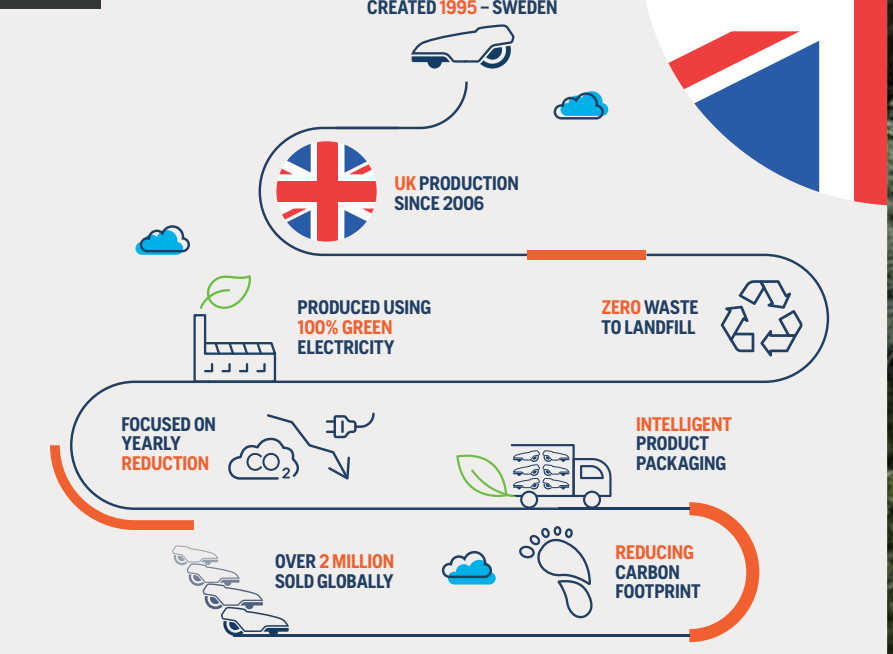 CREATED 1995 – SWEDEN
UK PRODUCTION
SINCE 2006
PRODUCED USING
100% GREEN
ELECTRICITY
ZERO WASTE
TO LANDFILL
FOCUSED ON
YEARLY
REDUCTION
CO2
INTELLIGENT
PRODUCT
PACKAGING
OVER 2 MILLION
SOLD GLOBALLY
REDUCING
CARBON
FOOTPRINT